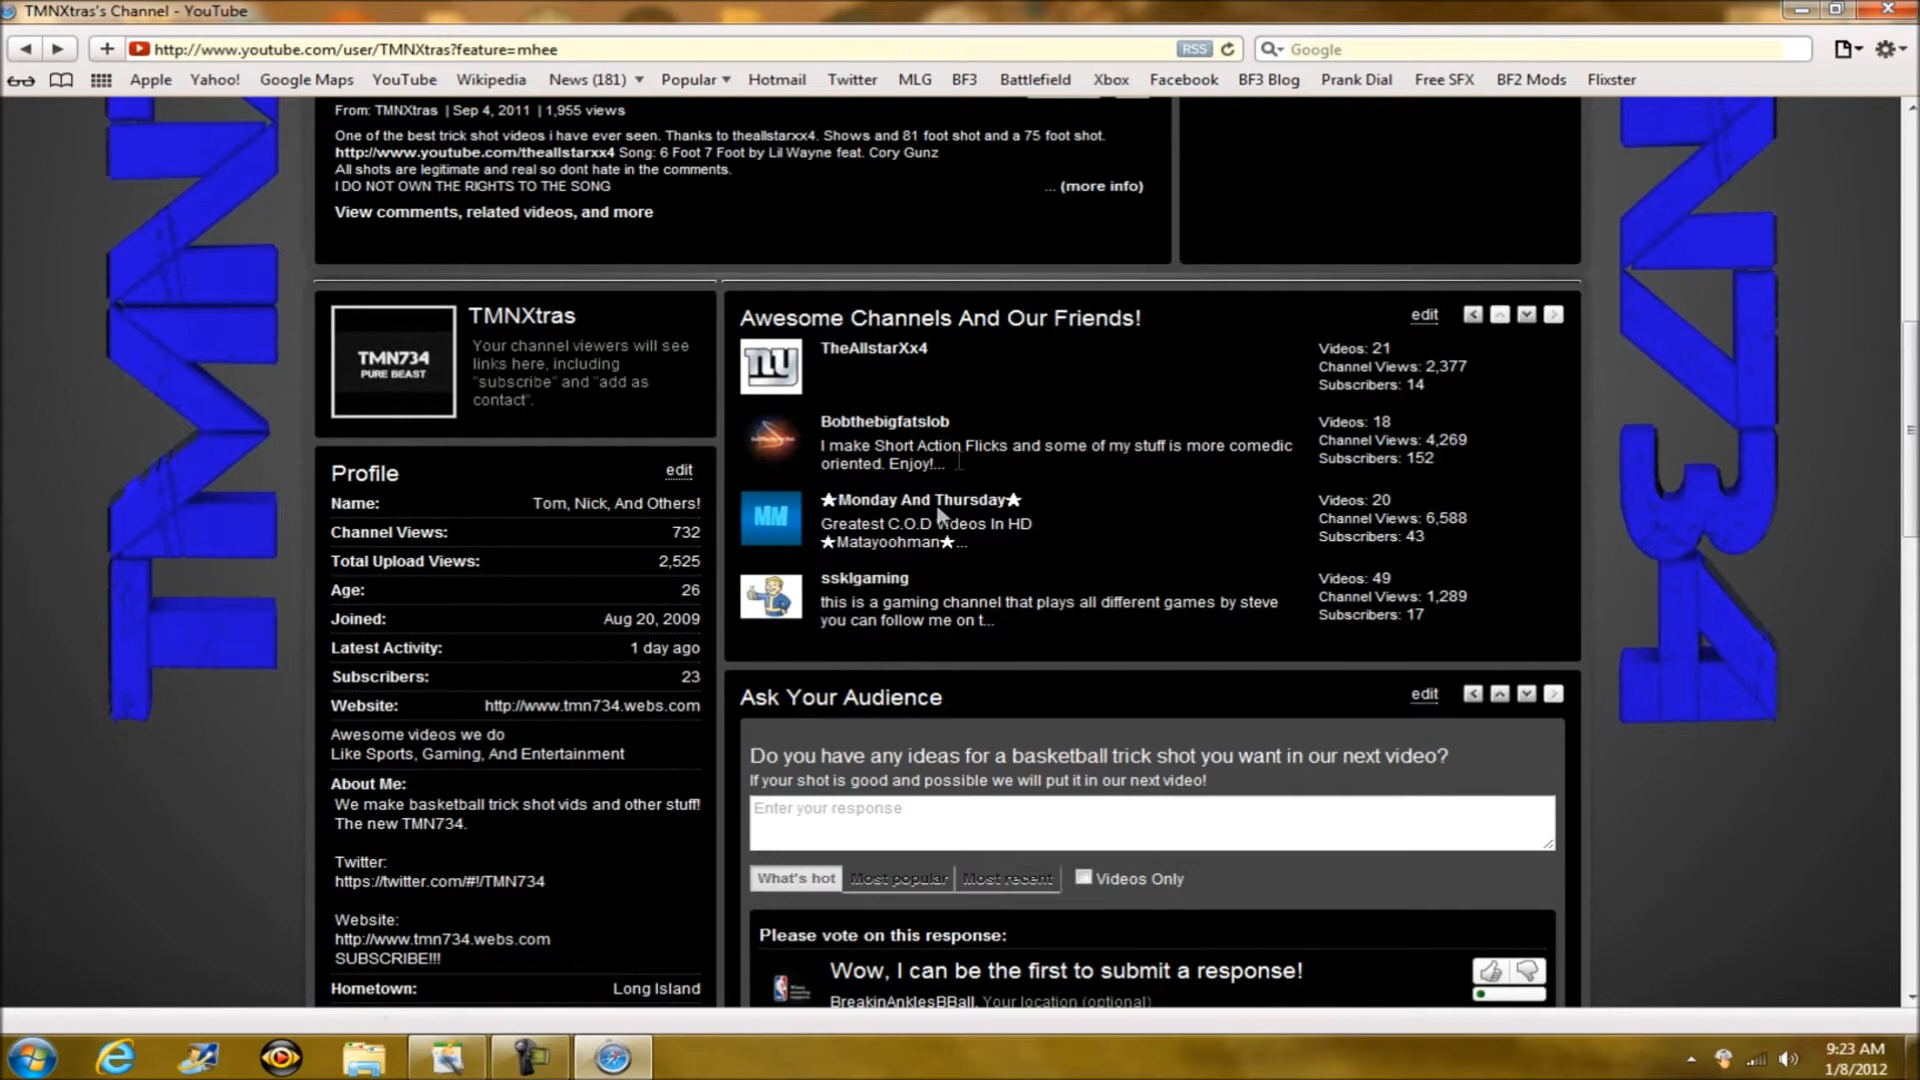 TMNXtras's Channel - YouTube
http://www.youtube.com/user/TMNXtras?feature=mhee
RSS
Google
Apple Yahoo! Google Maps YouTube Wikipedia News (181) Popular Hotmail Twitter MLG BF3 Battlefield Xbox Facebook BF3 Blog Prank Dial Free SFX BF2 Mods Flixster
From: TMNXtras | Sep 4, 2011 | 1,955 views
One of the best trick shot videos i have ever seen. Thanks to theallstarxx4. Shows and 81 foot shot and a 75 foot shot.
http://www.youtube.com/theallstarxx4 Song: 6 Foot 7 Foot by Lil Wayne feat. Cory Gunz
All shots are legitimate and real so dont hate in the comments.
I DO NOT OWN THE RIGHTS TO THE SONG ... (more info)
View comments, related videos, and more
TMN734
PURE BEAST
TMNXtras
Your channel viewers will see
links here, including
"subscribe" and "add as
contact".
Profile edit
Name: Tom, Nick, And Others!
Channel Views: 732
Total Upload Views: 2,525
Age: 26
Joined: Aug 20, 2009
Latest Activity: 1 day ago
Subscribers: 23
Website: http://www.tmn734.webs.com
Awesome videos we do
Like Sports, Gaming, And Entertainment
About Me:
We make basketball trick shot vids and other stuff!
The new TMN734.
Twitter:
https://twitter.com/#!/TMN734
Website:
http://www.tmn734.webs.com
SUBSCRIBE!!!
Hometown: Long Island
Awesome Channels And Our Friends! edit
ny
TheAllstarXx4
Videos: 21
Channel Views: 2,377
Subscribers: 14
Bobthebigfatslob
I make Short Action Flicks and some of my stuff is more comedic
oriented. Enjoy!...
Videos: 18
Channel Views: 4,269
Subscribers: 152
MM
★Monday And Thursday★
Greatest C.O.D Videos In HD
★Matayoohman★...
Videos: 20
Channel Views: 6,588
Subscribers: 43
ssklgaming
this is a gaming channel that plays all different games by steve
you can follow me on t...
Videos: 49
Channel Views: 1,289
Subscribers: 17
Ask Your Audience edit
Do you have any ideas for a basketball trick shot you want in our next video?
If your shot is good and possible we will put it in our next video!
Enter your response
What's hot Most popular Most recent Videos Only
Please vote on this response:
Wow, I can be the first to submit a response!
BreakinAnklesBBall, Your location (optional)
9:23 AM
1/8/2012